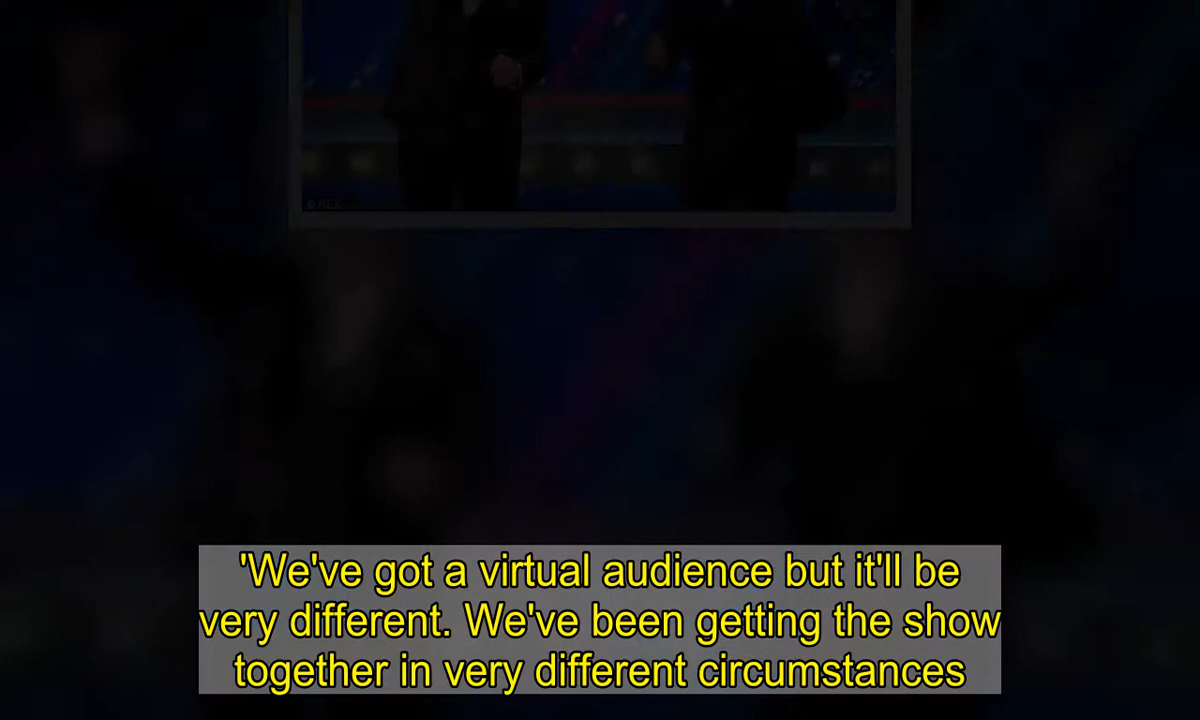 © REX
'We've got a virtual audience but it'll be
very different. We've been getting the show
together in very different circumstances